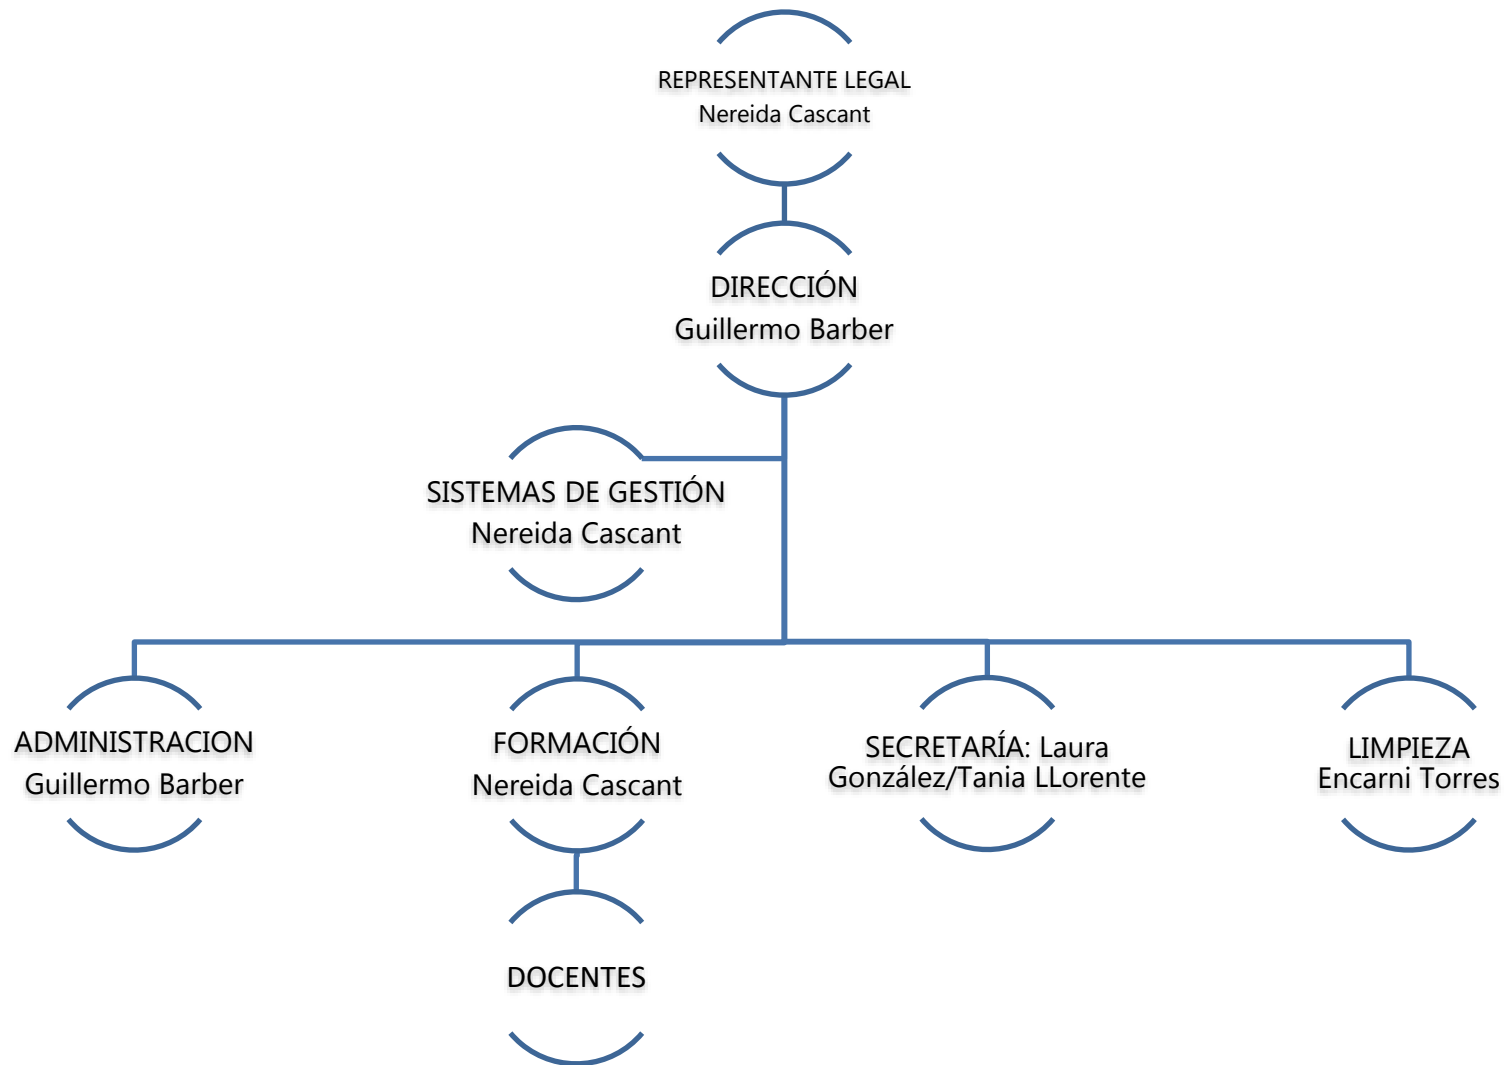 REPRESENTANTE LEGAL
Nereida Cascant
DIRECCIÓN
Guillermo Barber
SISTEMAS DE GESTIÓN
Nereida Cascant
ADMINISTRACION
Guillermo Barber
FORMACIÓN
Nereida Cascant
SECRETARÍA: Laura
González/Tania LLorente
LIMPIEZA
Encarni Torres
DOCENTES